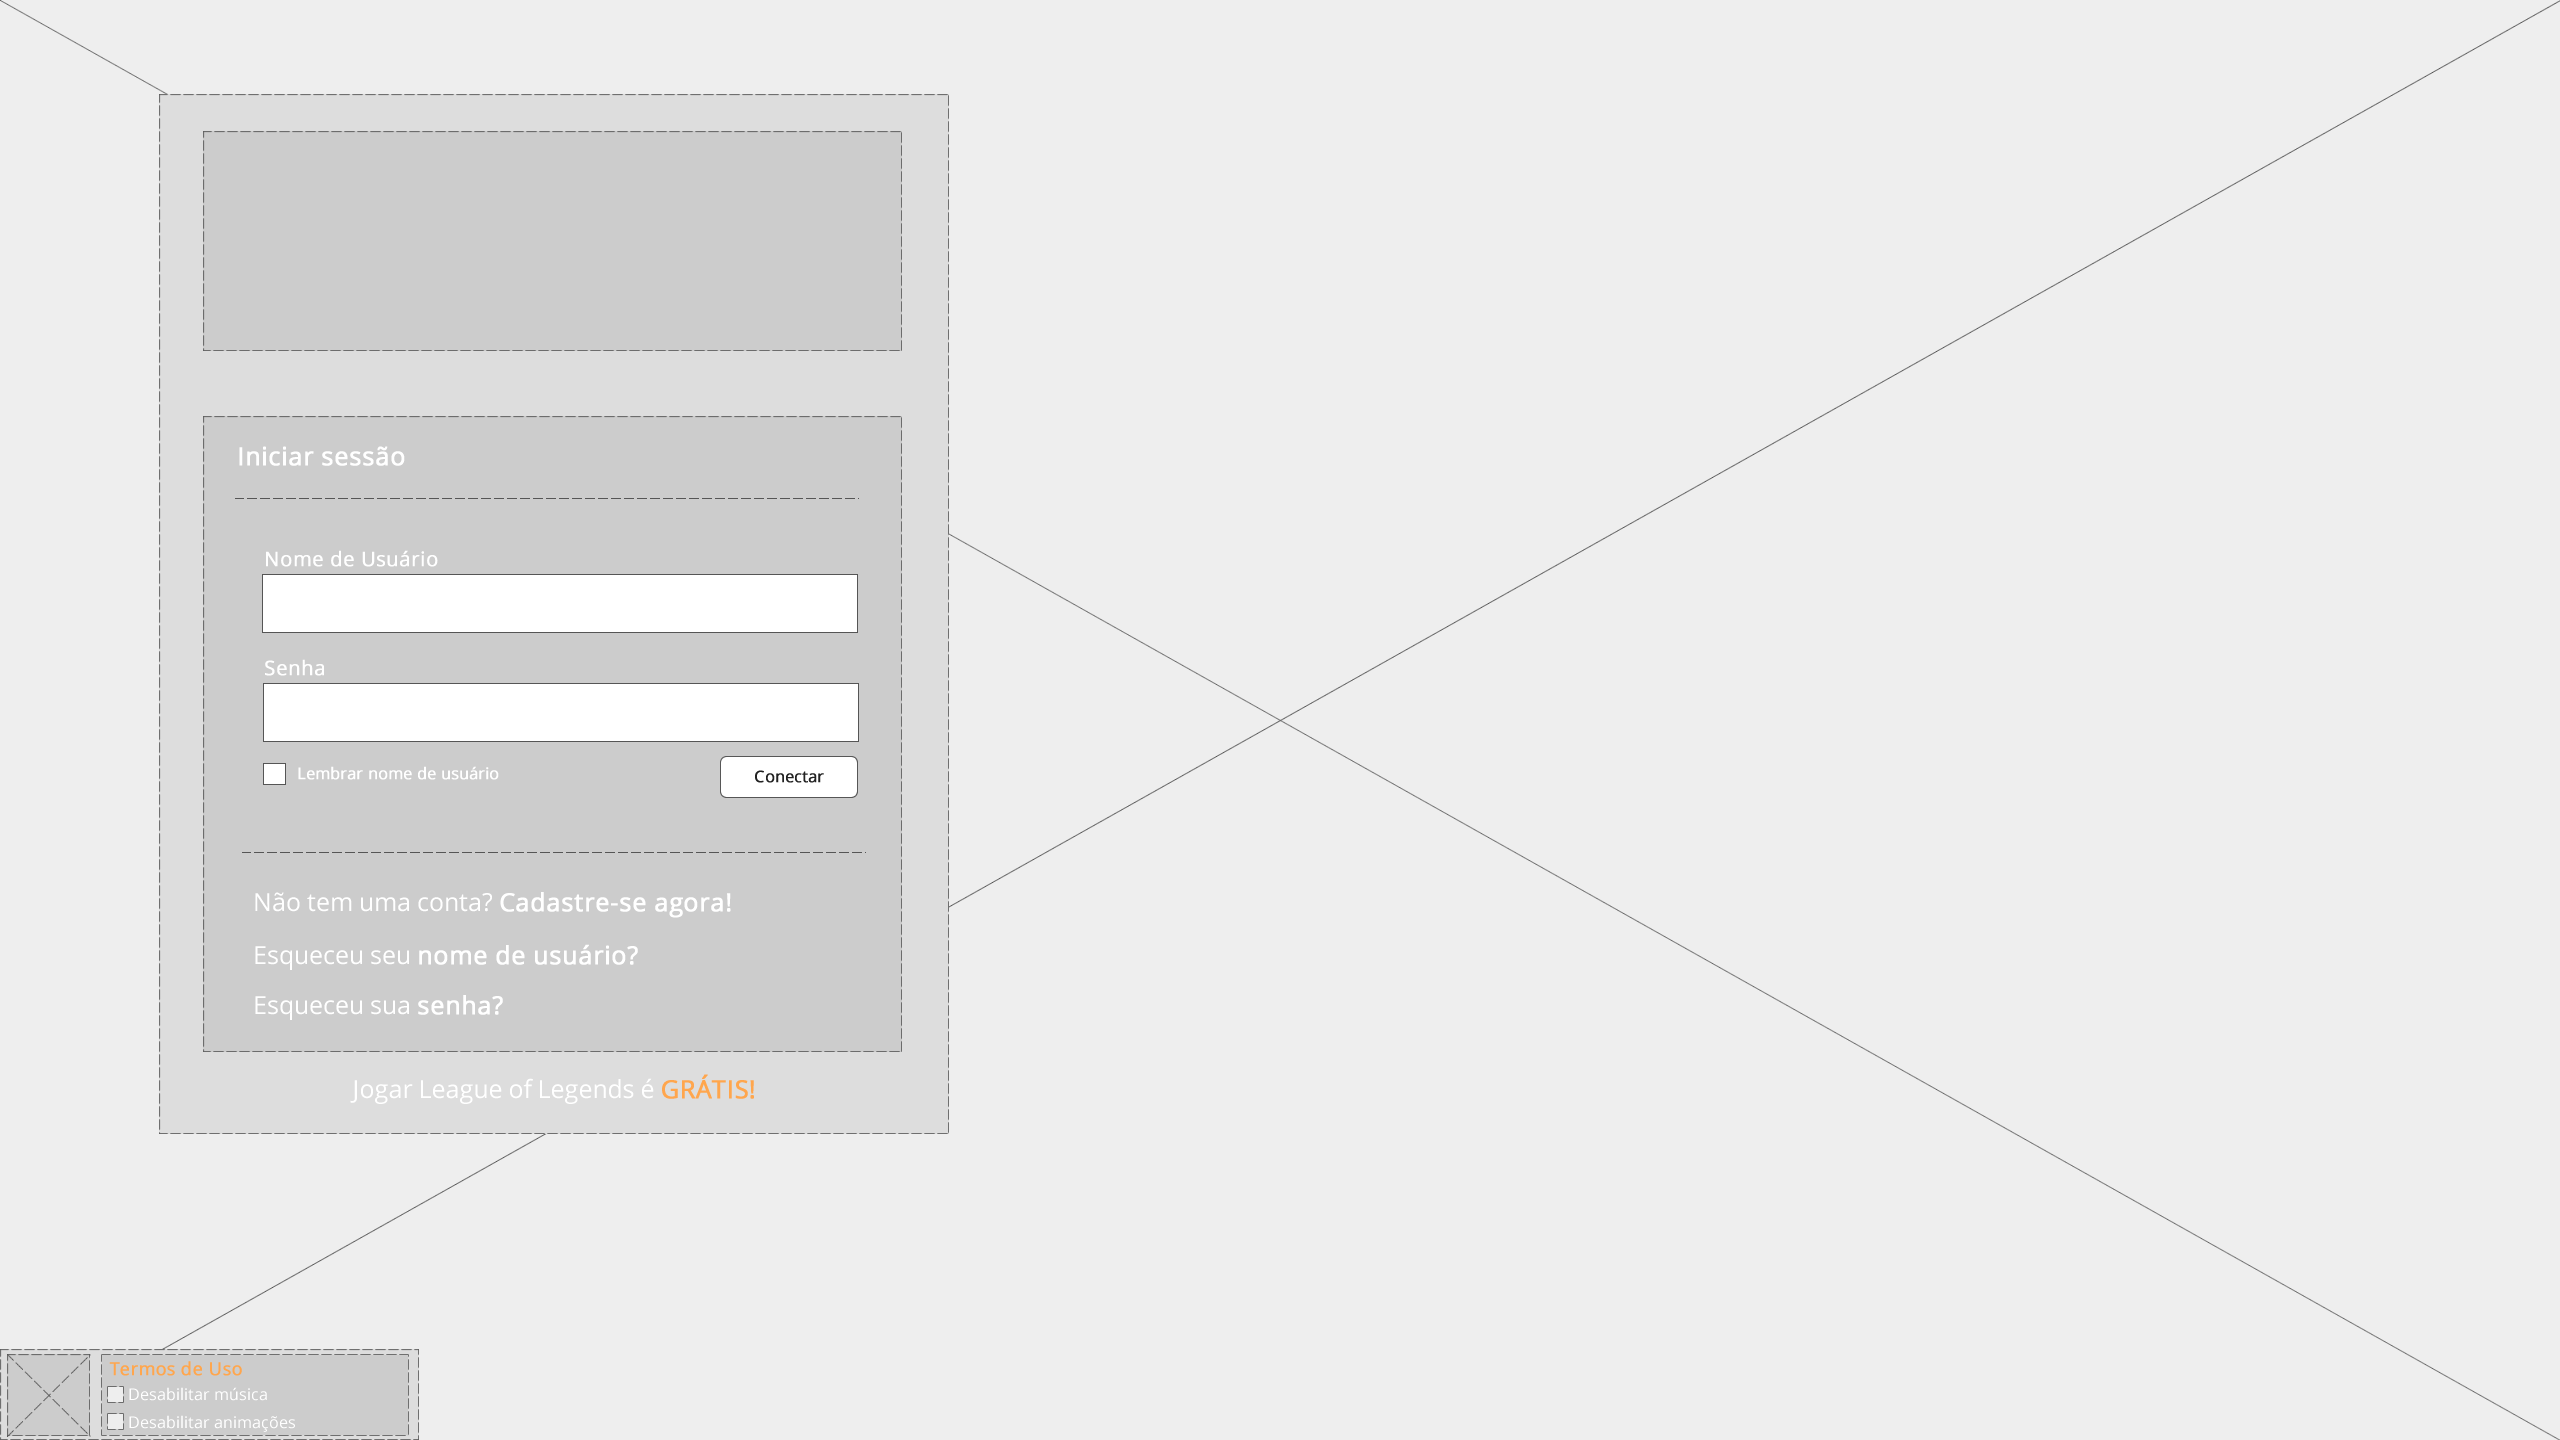 Iniciar sessão
Nome de Usuário
Senha
Lembrar nome de usuário
Conectar
Não tem uma conta? Cadastre-se agora!
Esqueceu seu nome de usuário?
Esqueceu sua senha?
Jogar League of Legends é GRÁTIS!
Termos de Uso
Desabilitar música
Desabilitar animações